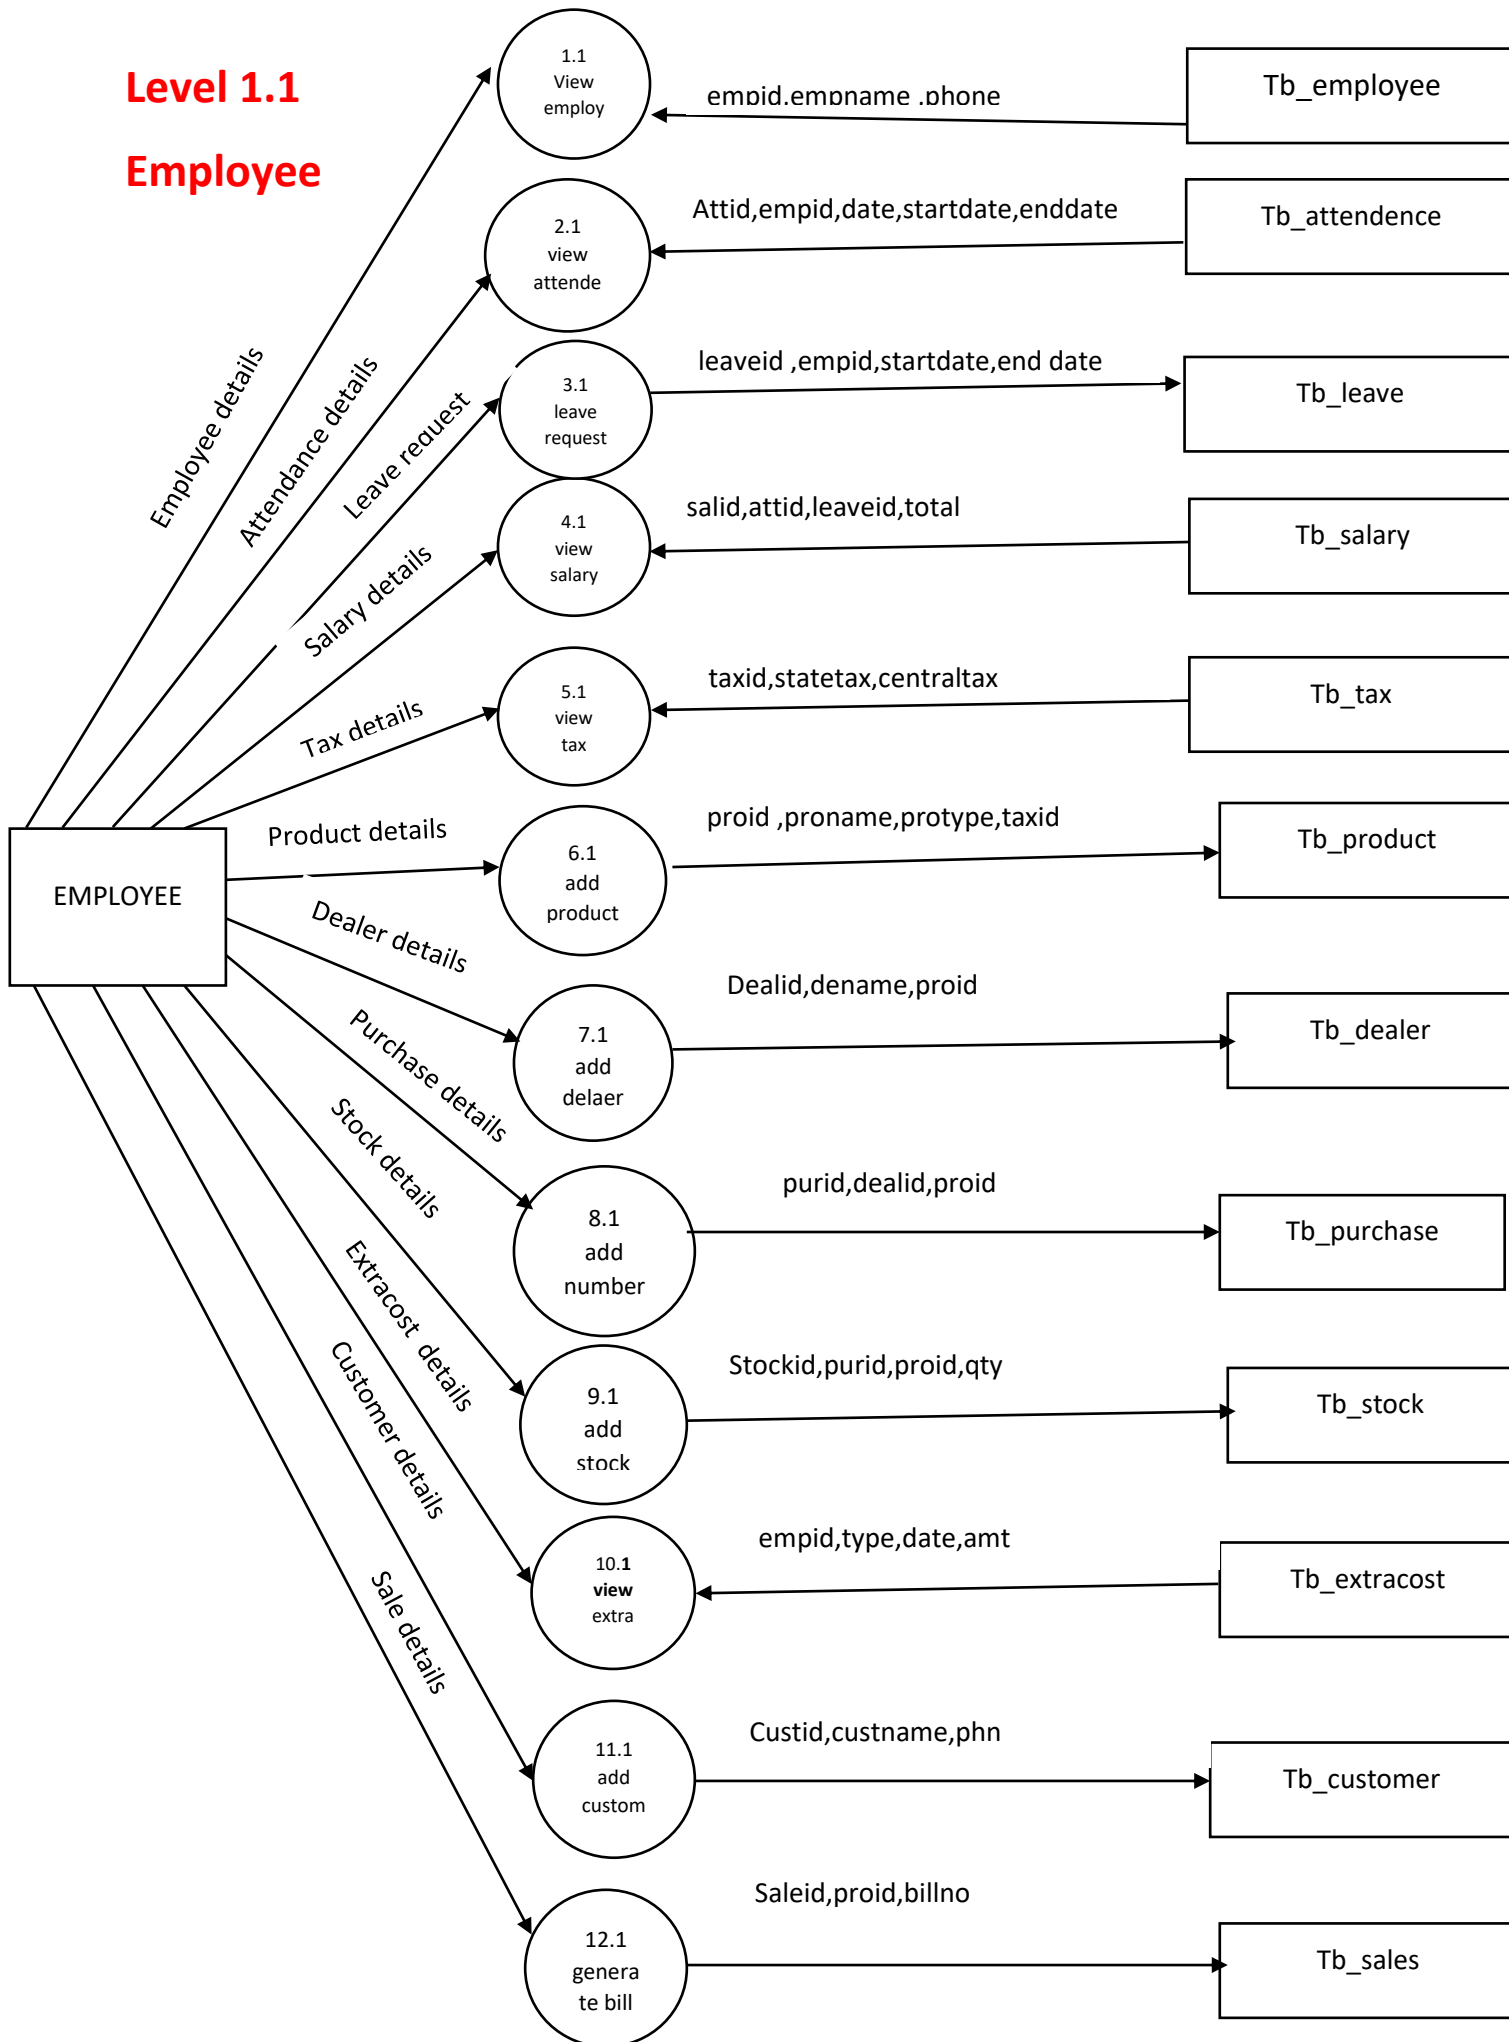 Level 1.1
Employee
1.1
View
employ
empid,empname ,phone
Tb_employee
Employee details
2.1
view
attende
Attid,empid,date,startdate,enddate
Tb_attendence
Attendance details
3.1
leave
request
leaveid ,empid,startdate,end date
Tb_leave
Leave request
4.1
view
salary
salid,attid,leaveid,total
Tb_salary
Salary details
5.1
view
tax
taxid,statetax,centraltax
Tb_tax
Tax details
EMPLOYEE
Product details
6.1
add
product
proid ,proname,protype,taxid
Tb_product
Dealer details
7.1
add
delaer
Dealid,dename,proid
Tb_dealer
Purchase details
8.1
add
number
purid,dealid,proid
Tb_purchase
Stock details
9.1
add
stock
Stockid,purid,proid,qty
Tb_stock
Extracost details
10.1
view
extra
empid,type,date,amt
Tb_extracost
Customer details
11.1
add
custom
Custid,custname,phn
Tb_customer
Sale details
12.1
genera
te bill
Saleid,proid,billno
Tb_sales